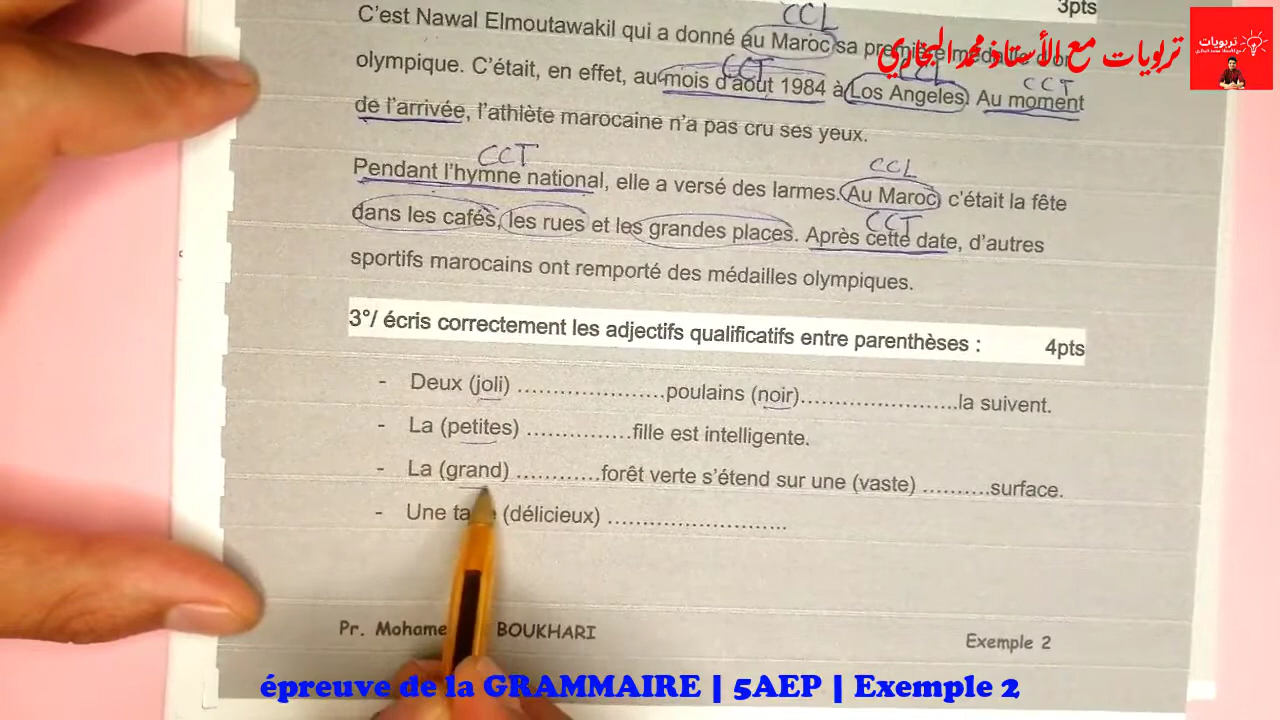 3pts
CCL
C'est Nawal Elmoutawakil qui a donné au Maroc sa première médaille d'or
تربويات مع الأستاذ محمد البخاري
تربويات
CCT CCL CCT
olympique. C'était, en effet, au mois d'aout 1984 à Los Angeles. Au moment
de l'arrivée, l'athlète marocaine n'a pas cru ses yeux.
CCT CCL
Pendant l'hymne national, elle a versé des larmes. Au Maroc c'était la fête
CCT
dans les cafés, les rues et les grandes places. Après cette date, d'autres
sportifs marocains ont remporté des médailles olympiques.
3°/ écris correctement les adjectifs qualificatifs entre parenthèses : 4pts
- Deux (joli) .....................poulains (noir)......................la suivent.
- La (petites) ...............fille est intelligente.
- La (grand) ............forêt verte s'étend sur une (vaste) ..........surface.
- Une (délicieux) .........................
Pr. BOUKHARI Exemple 2
épreuve de la GRAMMAIRE | 5AEP | Exemple 2